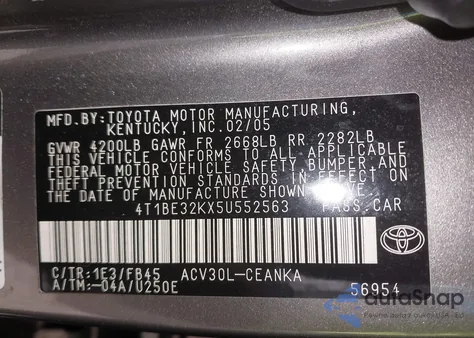 MFD.BY:TOYOTA MOTOR MANUFACTURING,
KENTUCKY,INC.02/05
GVWR 4200LB GAWR FR 2668LB RR 2282LB
THIS VEHICLE CONFORMS TO ALL APPLICABLE
FEDERAL MOTOR VEHICLE SAFETY, BUMPER AND
THEFT PREVENTION STANDARDS IN EFFECT ON THE
DATE OF MANUFACTURE SHOWN ABOVE.
4T1BE32KX5U552563 PASS.CAR
C/TR:1E3/FB45 ACV30L-CEANKA
A/TM:-04A/U250E 56954
TOYOTA
autoSnap